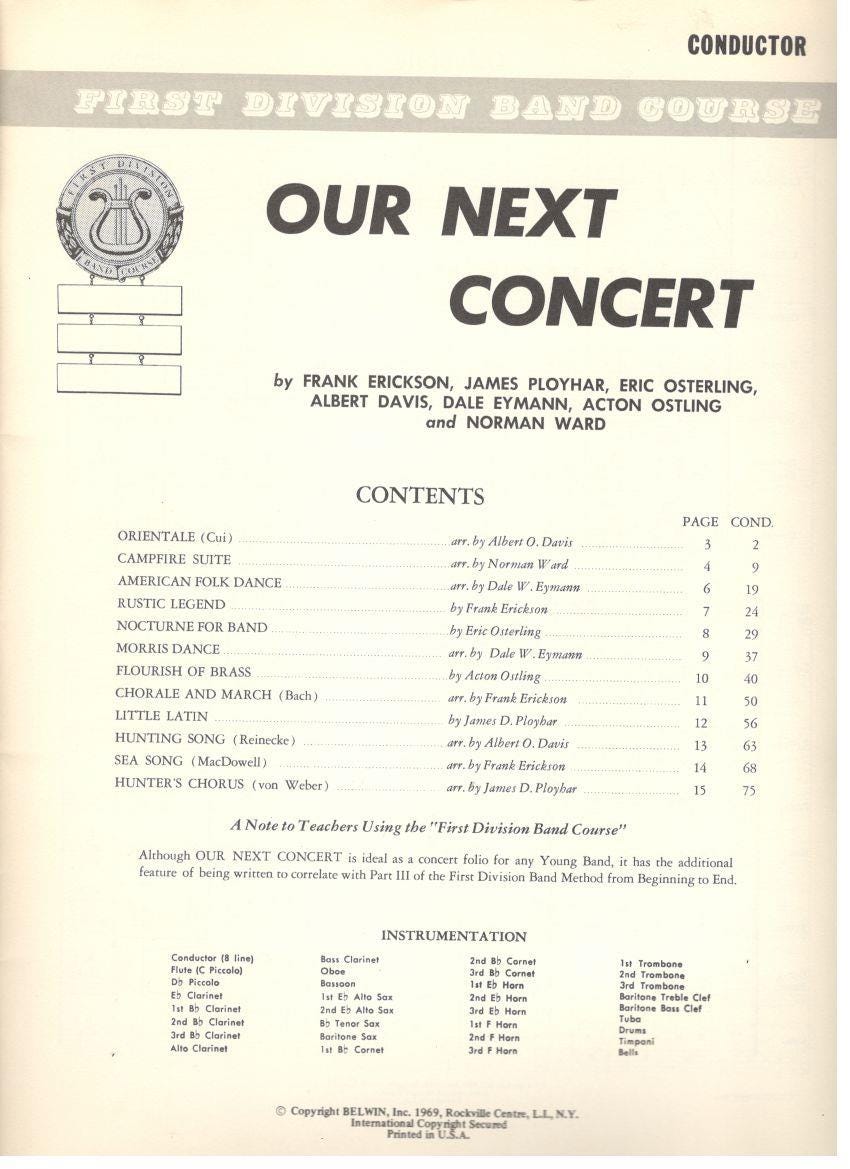 CONDUCTOR
FIRST DIVISION BAND COURSE
FIRST DIVISION
BAND COURSE
OUR NEXT
CONCERT
by FRANK ERICKSON, JAMES PLOYHAR, ERIC OSTERLING,
ALBERT DAVIS, DALE EYMANN, ACTON OSTLING
and NORMAN WARD
CONTENTS
PAGE COND.
ORIENTALE (Cui) arr. by Albert O. Davis 3 2
CAMPFIRE SUITE arr. by Norman Ward 4 9
AMERICAN FOLK DANCE arr. by Dale W. Eymann 6 19
RUSTIC LEGEND by Frank Erickson 7 24
NOCTURNE FOR BAND by Eric Osterling 8 29
MORRIS DANCE arr. by Dale W. Eymann 9 37
FLOURISH OF BRASS by Acton Ostling 10 40
CHORALE AND MARCH (Bach) arr. by Frank Erickson 11 50
LITTLE LATIN by James D. Ployhar 12 56
HUNTING SONG (Reinecke) arr. by Albert O. Davis 13 63
SEA SONG (MacDowell) arr. by Frank Erickson 14 68
HUNTER'S CHORUS (von Weber) arr. by James D. Ployhar 15 75
A Note to Teachers Using the "First Division Band Course"
Although OUR NEXT CONCERT is ideal as a concert folio for any Young Band, it has the additional
feature of being written to correlate with Part III of the First Division Band Method from Beginning to End.
INSTRUMENTATION
Conductor (8 line)
Flute (C Piccolo)
D♭ Piccolo
E♭ Clarinet
1st B♭ Clarinet
2nd B♭ Clarinet
3rd B♭ Clarinet
Alto Clarinet
Bass Clarinet
Oboe
Bassoon
1st E♭ Alto Sax
2nd E♭ Alto Sax
B♭ Tenor Sax
Baritone Sax
1st B♭ Cornet
2nd B♭ Cornet
3rd B♭ Cornet
1st E♭ Horn
2nd E♭ Horn
3rd E♭ Horn
1st F Horn
2nd F Horn
3rd F Horn
1st Trombone
2nd Trombone
3rd Trombone
Baritone Treble Clef
Baritone Bass Clef
Tuba
Drums
Timpani
Bells
© Copyright BELWIN, Inc. 1969, Rockville Centre, L.I., N.Y.
International Copyright Secured
Printed in U.S.A.